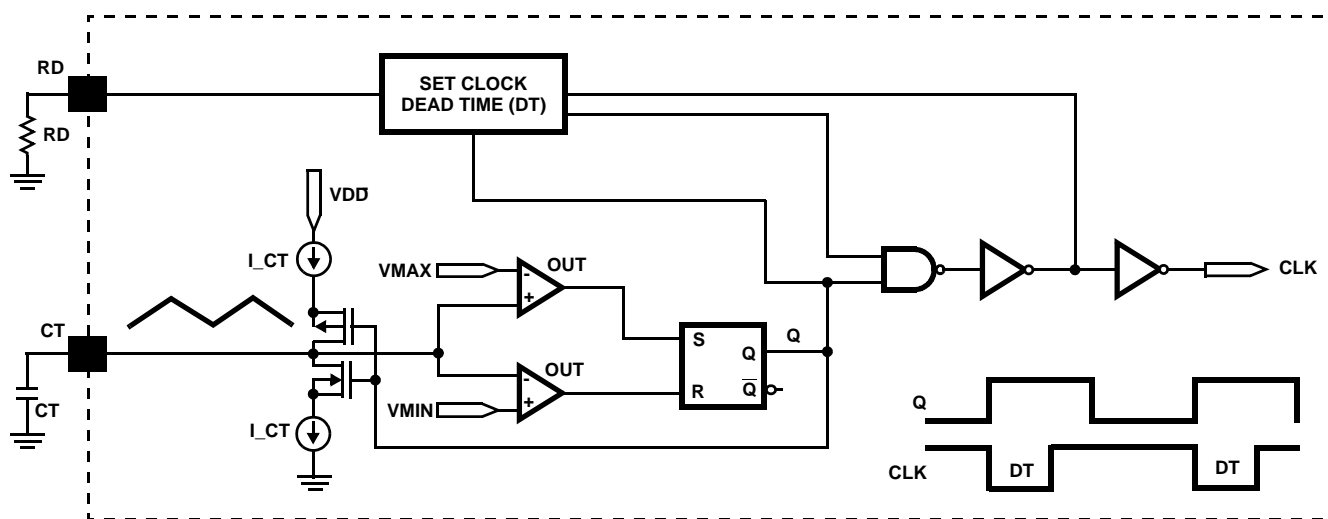 RD
SET CLOCK
DEAD TIME (DT)
RD
VDD
I_CT
VMAX
OUT
-
+
CLK
CT
S
Q
Q
OUT
-
+
R
Q
VMIN
CT
I_CT
Q
CLK
DT
DT